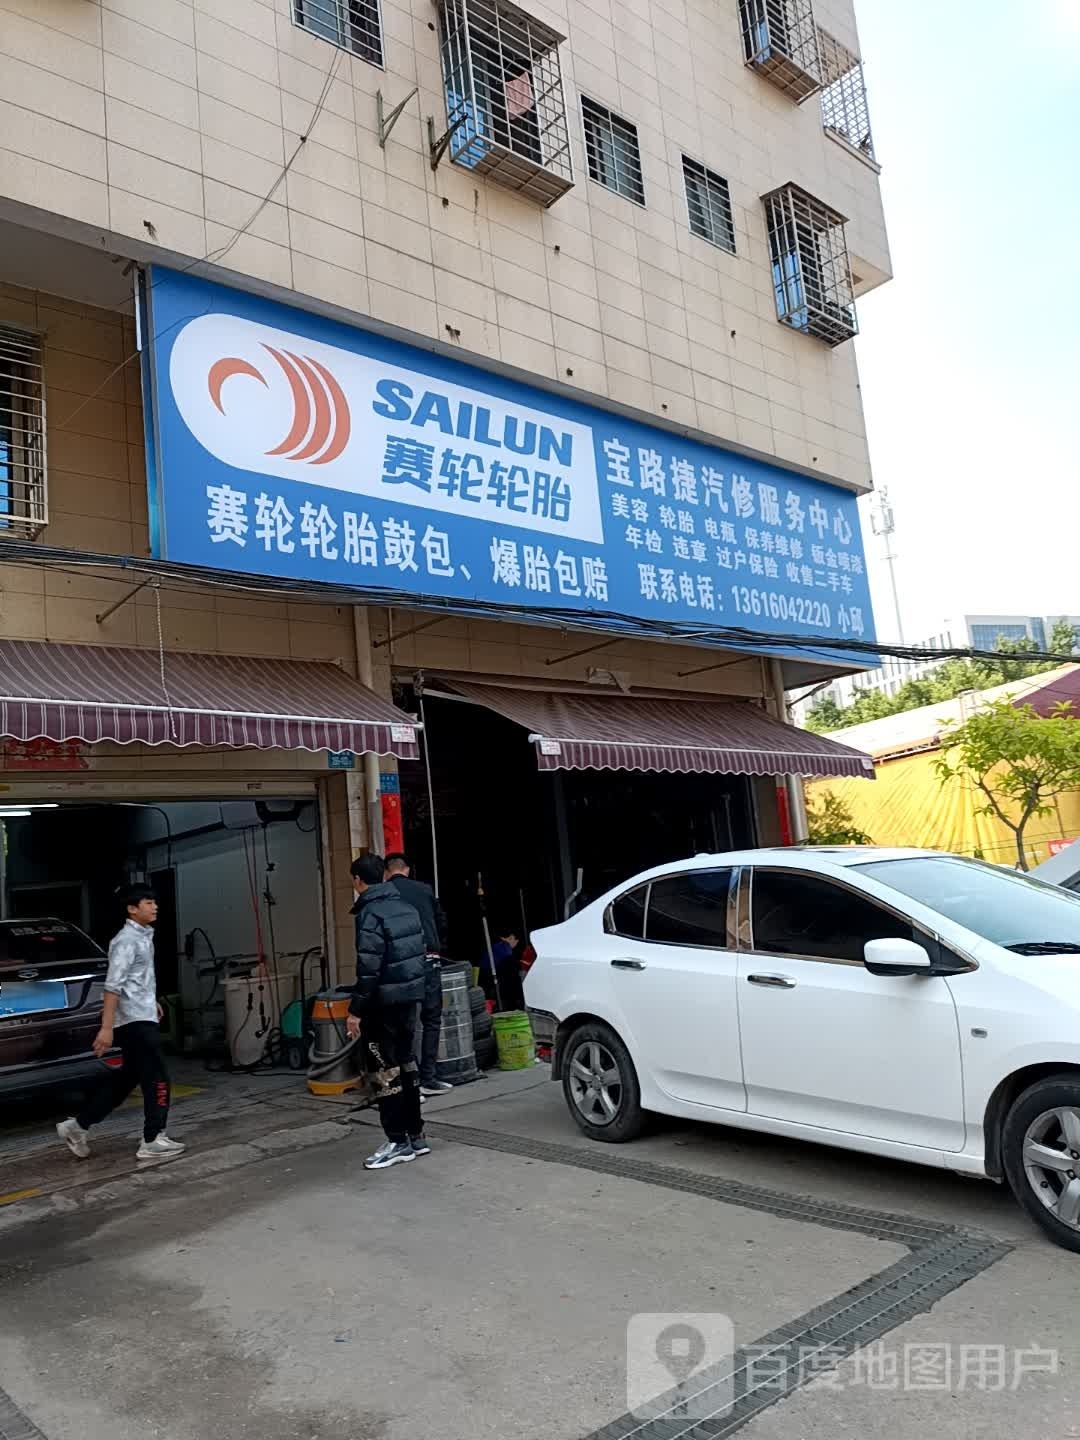 SAILUN
赛轮轮胎
赛轮轮胎鼓包、爆胎包赔
宝路捷汽修服务中心
美容 轮胎 电瓶 保养维修 钣金喷漆
年检 违章 过户保险 收售二手车
联系电话：13616042220 小邱
百度地图用户